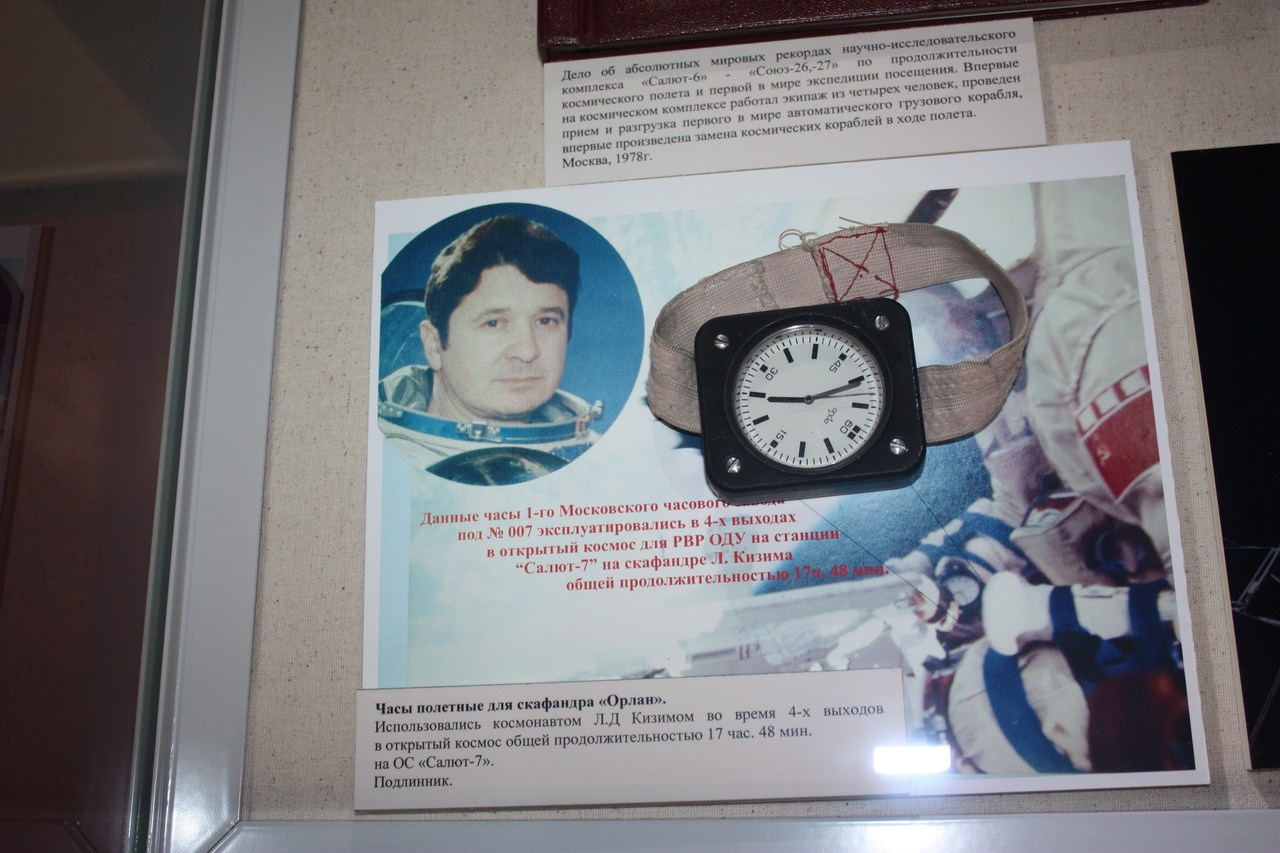 Дело об абсолютных мировых рекордах научно-исследовательского
комплекса «Салют-6» - «Союз-26,-27» по продолжительности
космического полета и первой в мире экспедиции посещения. Впервые
на космическом комплексе работал экипаж из четырех человек, проведен
прием и разгрузка первого в мире автоматического грузового корабля,
впервые произведена замена космических кораблей в ходе полета.
Москва, 1978г.
45
30
60
15
Данные часы 1-го Московского часового завода
под № 007 эксплуатировались в 4-х выходах
в открытый космос для РВР ОДУ на станции
“Салют-7” на скафандре Л. Кизима
общей продолжительностью 17ч. 48 мин.
Часы полетные для скафандра «Орлан».
Использовались космонавтом Л.Д Кизимом во время 4-х выходов
в открытый космос общей продолжительностью 17 час. 48 мин.
на ОС «Салют-7».
Подлинник.